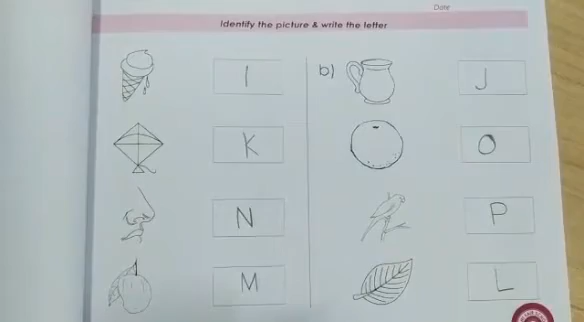 Date
Identify the picture & write the letter
I
b)
J
K
O
N
P
M
L